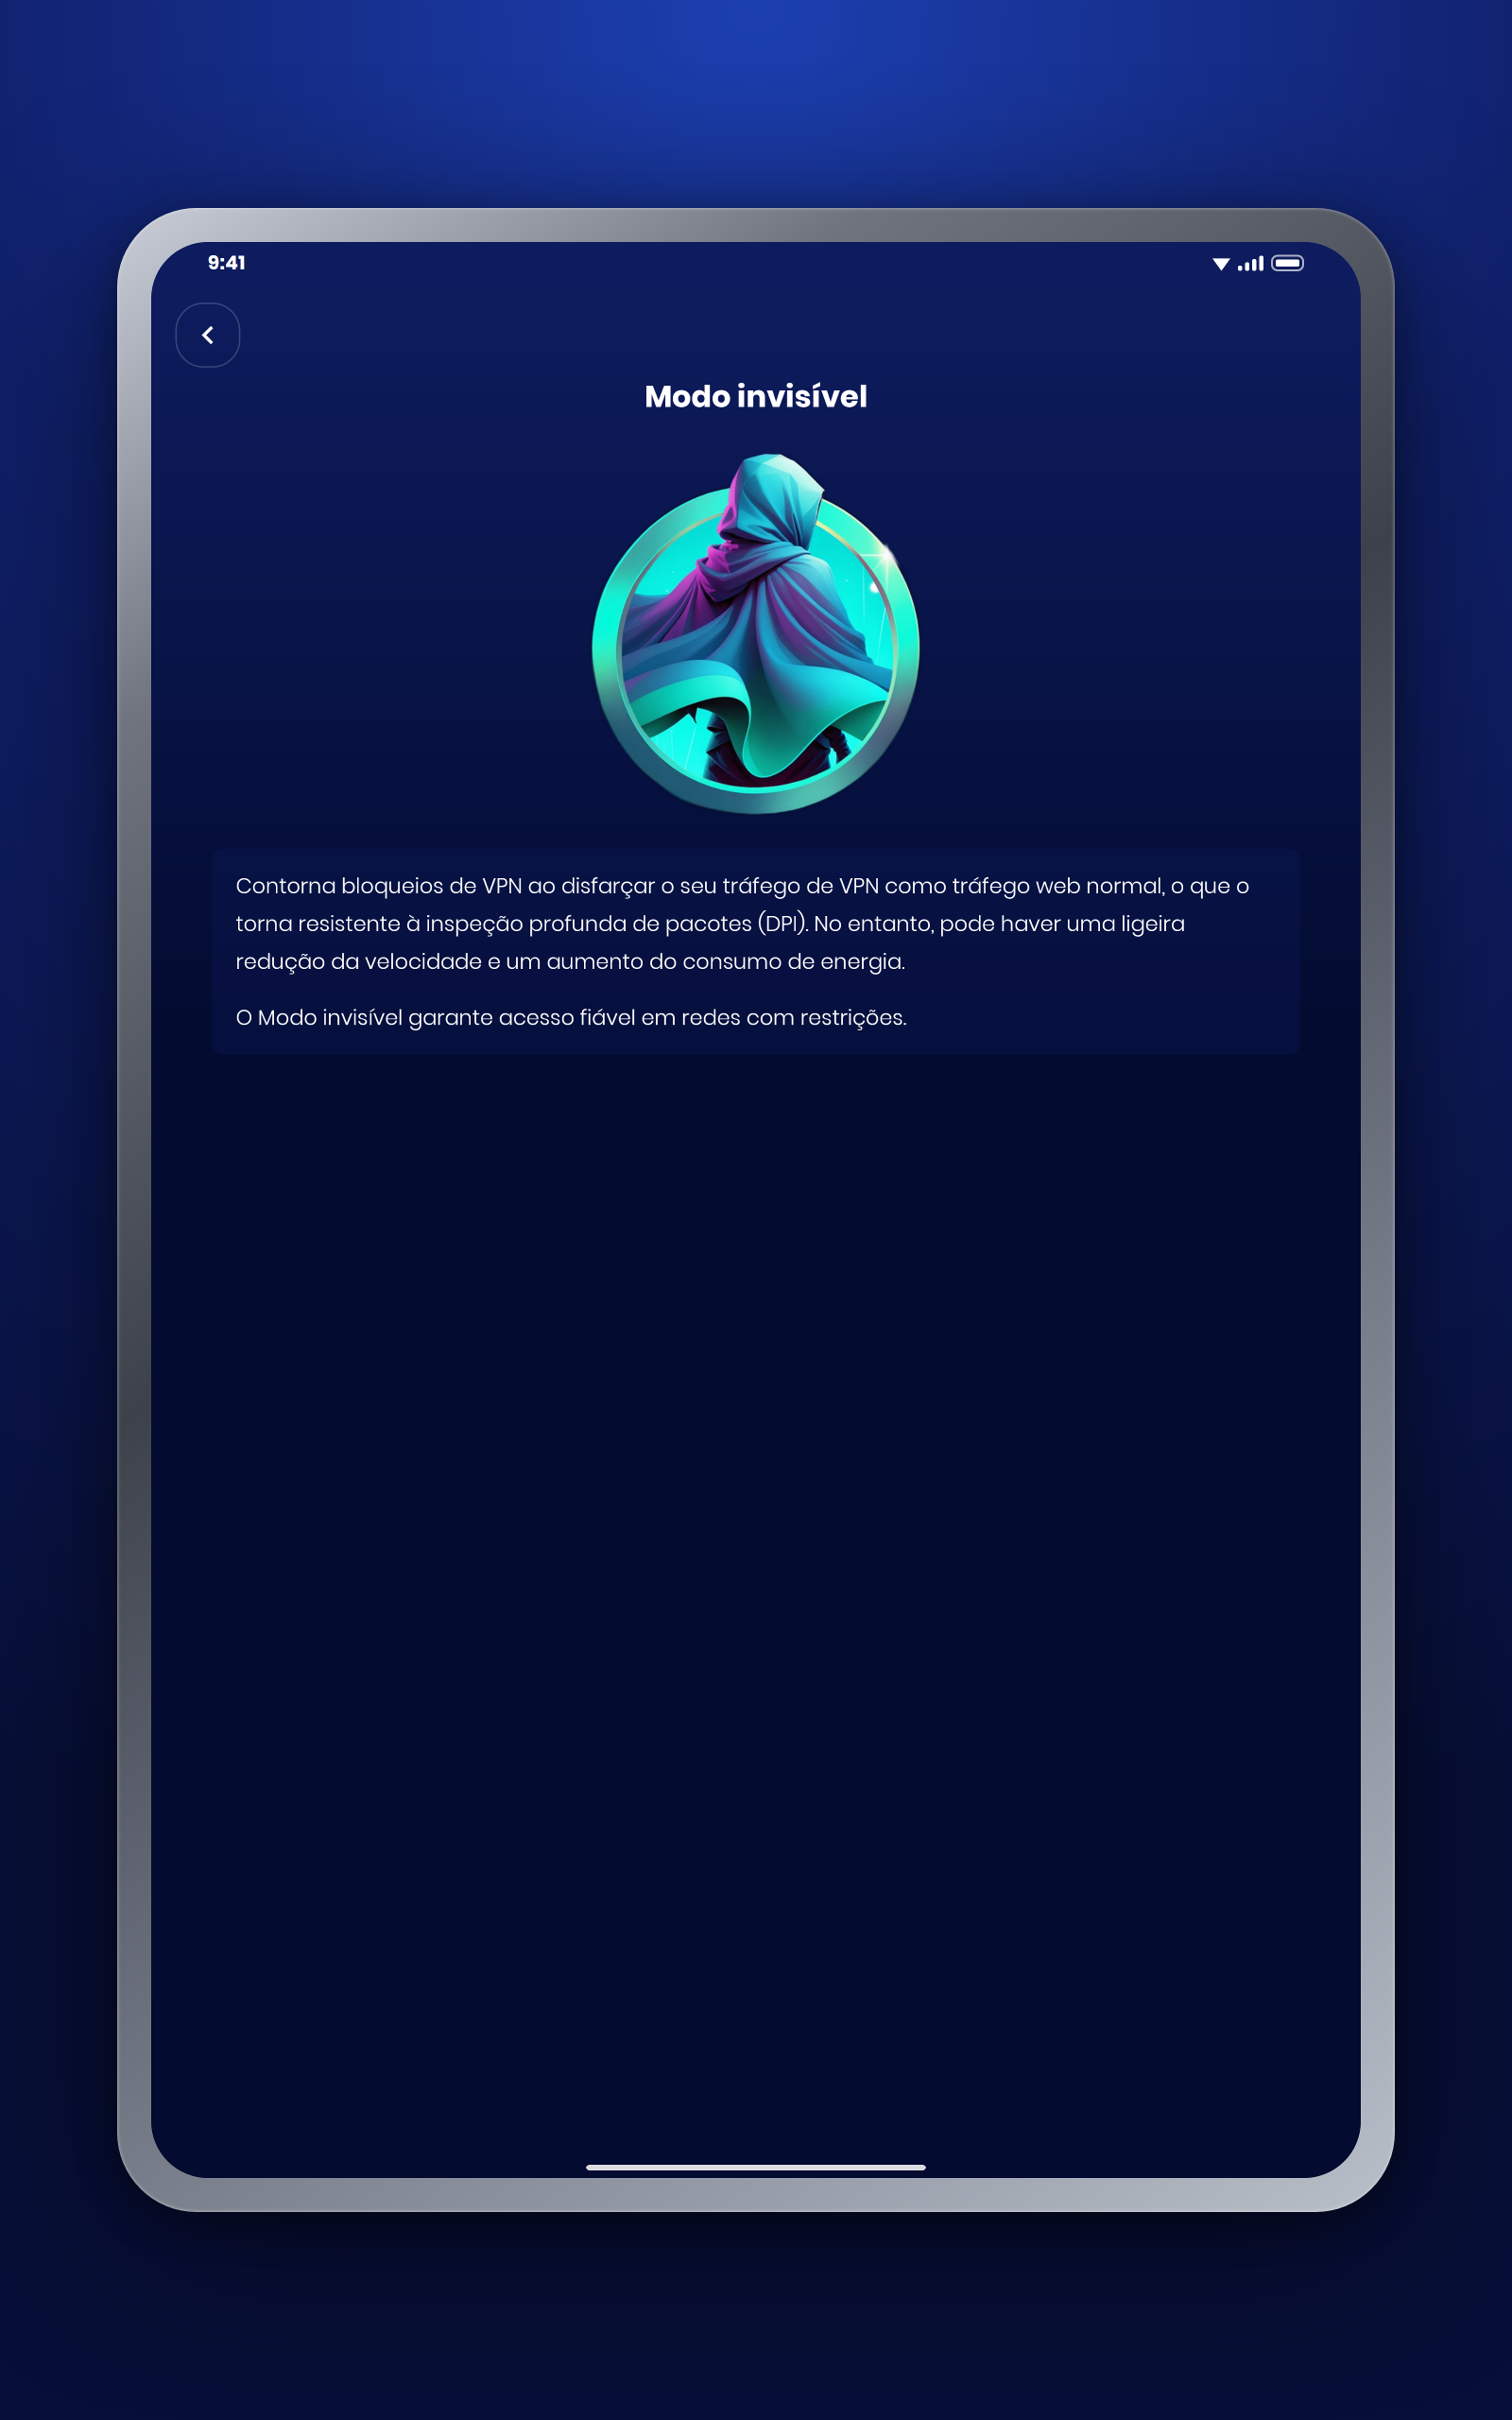 9:41
Modo invisível
Contorna bloqueios de VPN ao disfarçar o seu tráfego de VPN como tráfego web normal, o que o
torna resistente à inspeção profunda de pacotes (DPI). No entanto, pode haver uma ligeira
redução da velocidade e um aumento do consumo de energia.
O Modo invisível garante acesso fiável em redes com restrições.